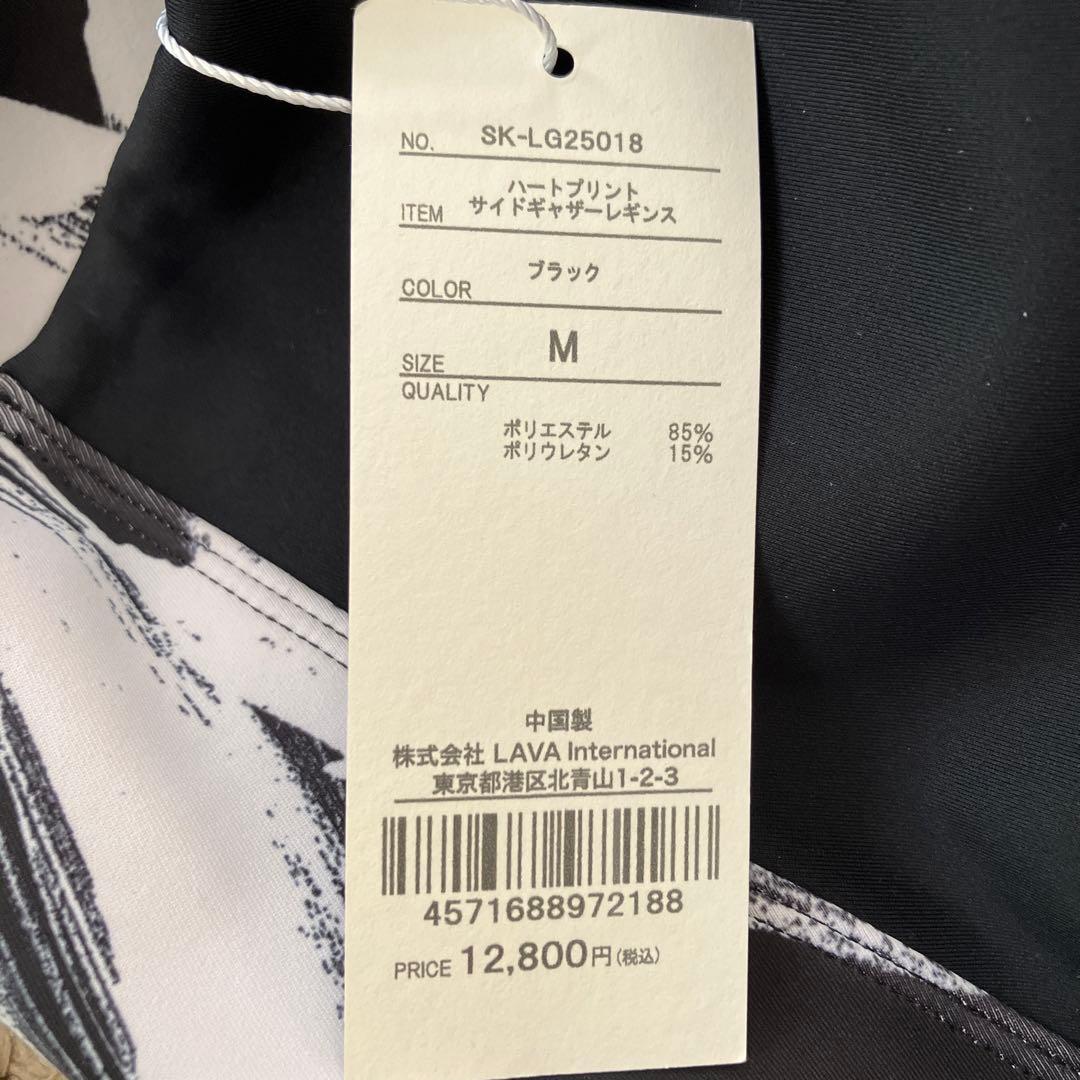 NO. SK-LG25018
ハートプリント
ITEM サイドギャザーレギンス
COLOR ブラック
SIZE M
QUALITY
ポリエステル 85%
ポリウレタン 15%
中国製
株式会社 LAVA International
東京都港区北青山1-2-3
4571688972188
PRICE 12,800円(税込)